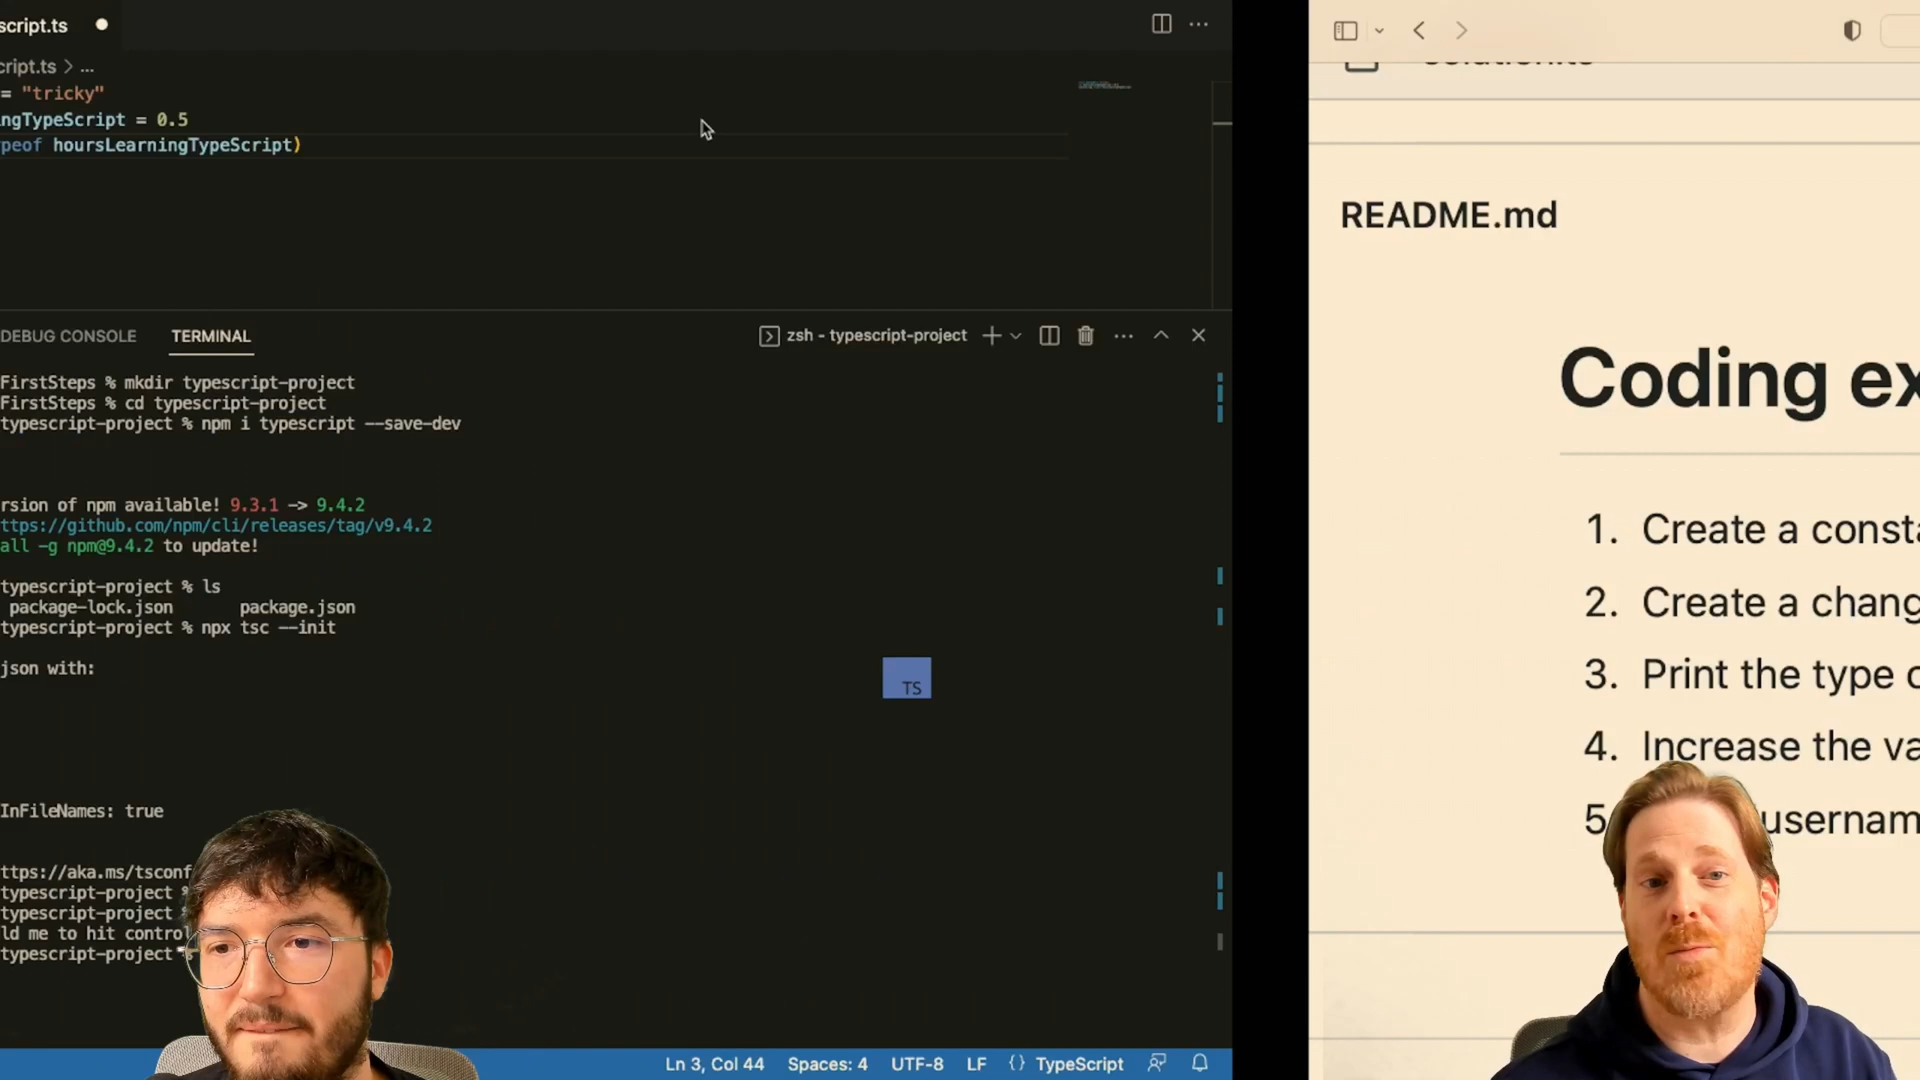 script.ts
cript.ts > ...
= "tricky"
ngTypeScript = 0.5
peof hoursLearningTypeScript)
DEBUG CONSOLE TERMINAL
zsh - typescript-project
FirstSteps % mkdir typescript-project
FirstSteps % cd typescript-project
typescript-project % npm i typescript --save-dev
rsion of npm available! 9.3.1 -> 9.4.2
ttps://github.com/npm/cli/releases/tag/v9.4.2
all -g npm@9.4.2 to update!
typescript-project % ls
package-lock.json package.json
typescript-project % npx tsc --init
json with:
TS
InFileNames: true
ttps://aka.ms/tsconf
typescript-project %
typescript-project
ld me to hit control
typescript-project %
Ln 3, Col 44 Spaces: 4 UTF-8 LF {} TypeScript
README.md
Coding ex
1. Create a consta
2. Create a chang
3. Print the type o
4. Increase the va
5 usernam